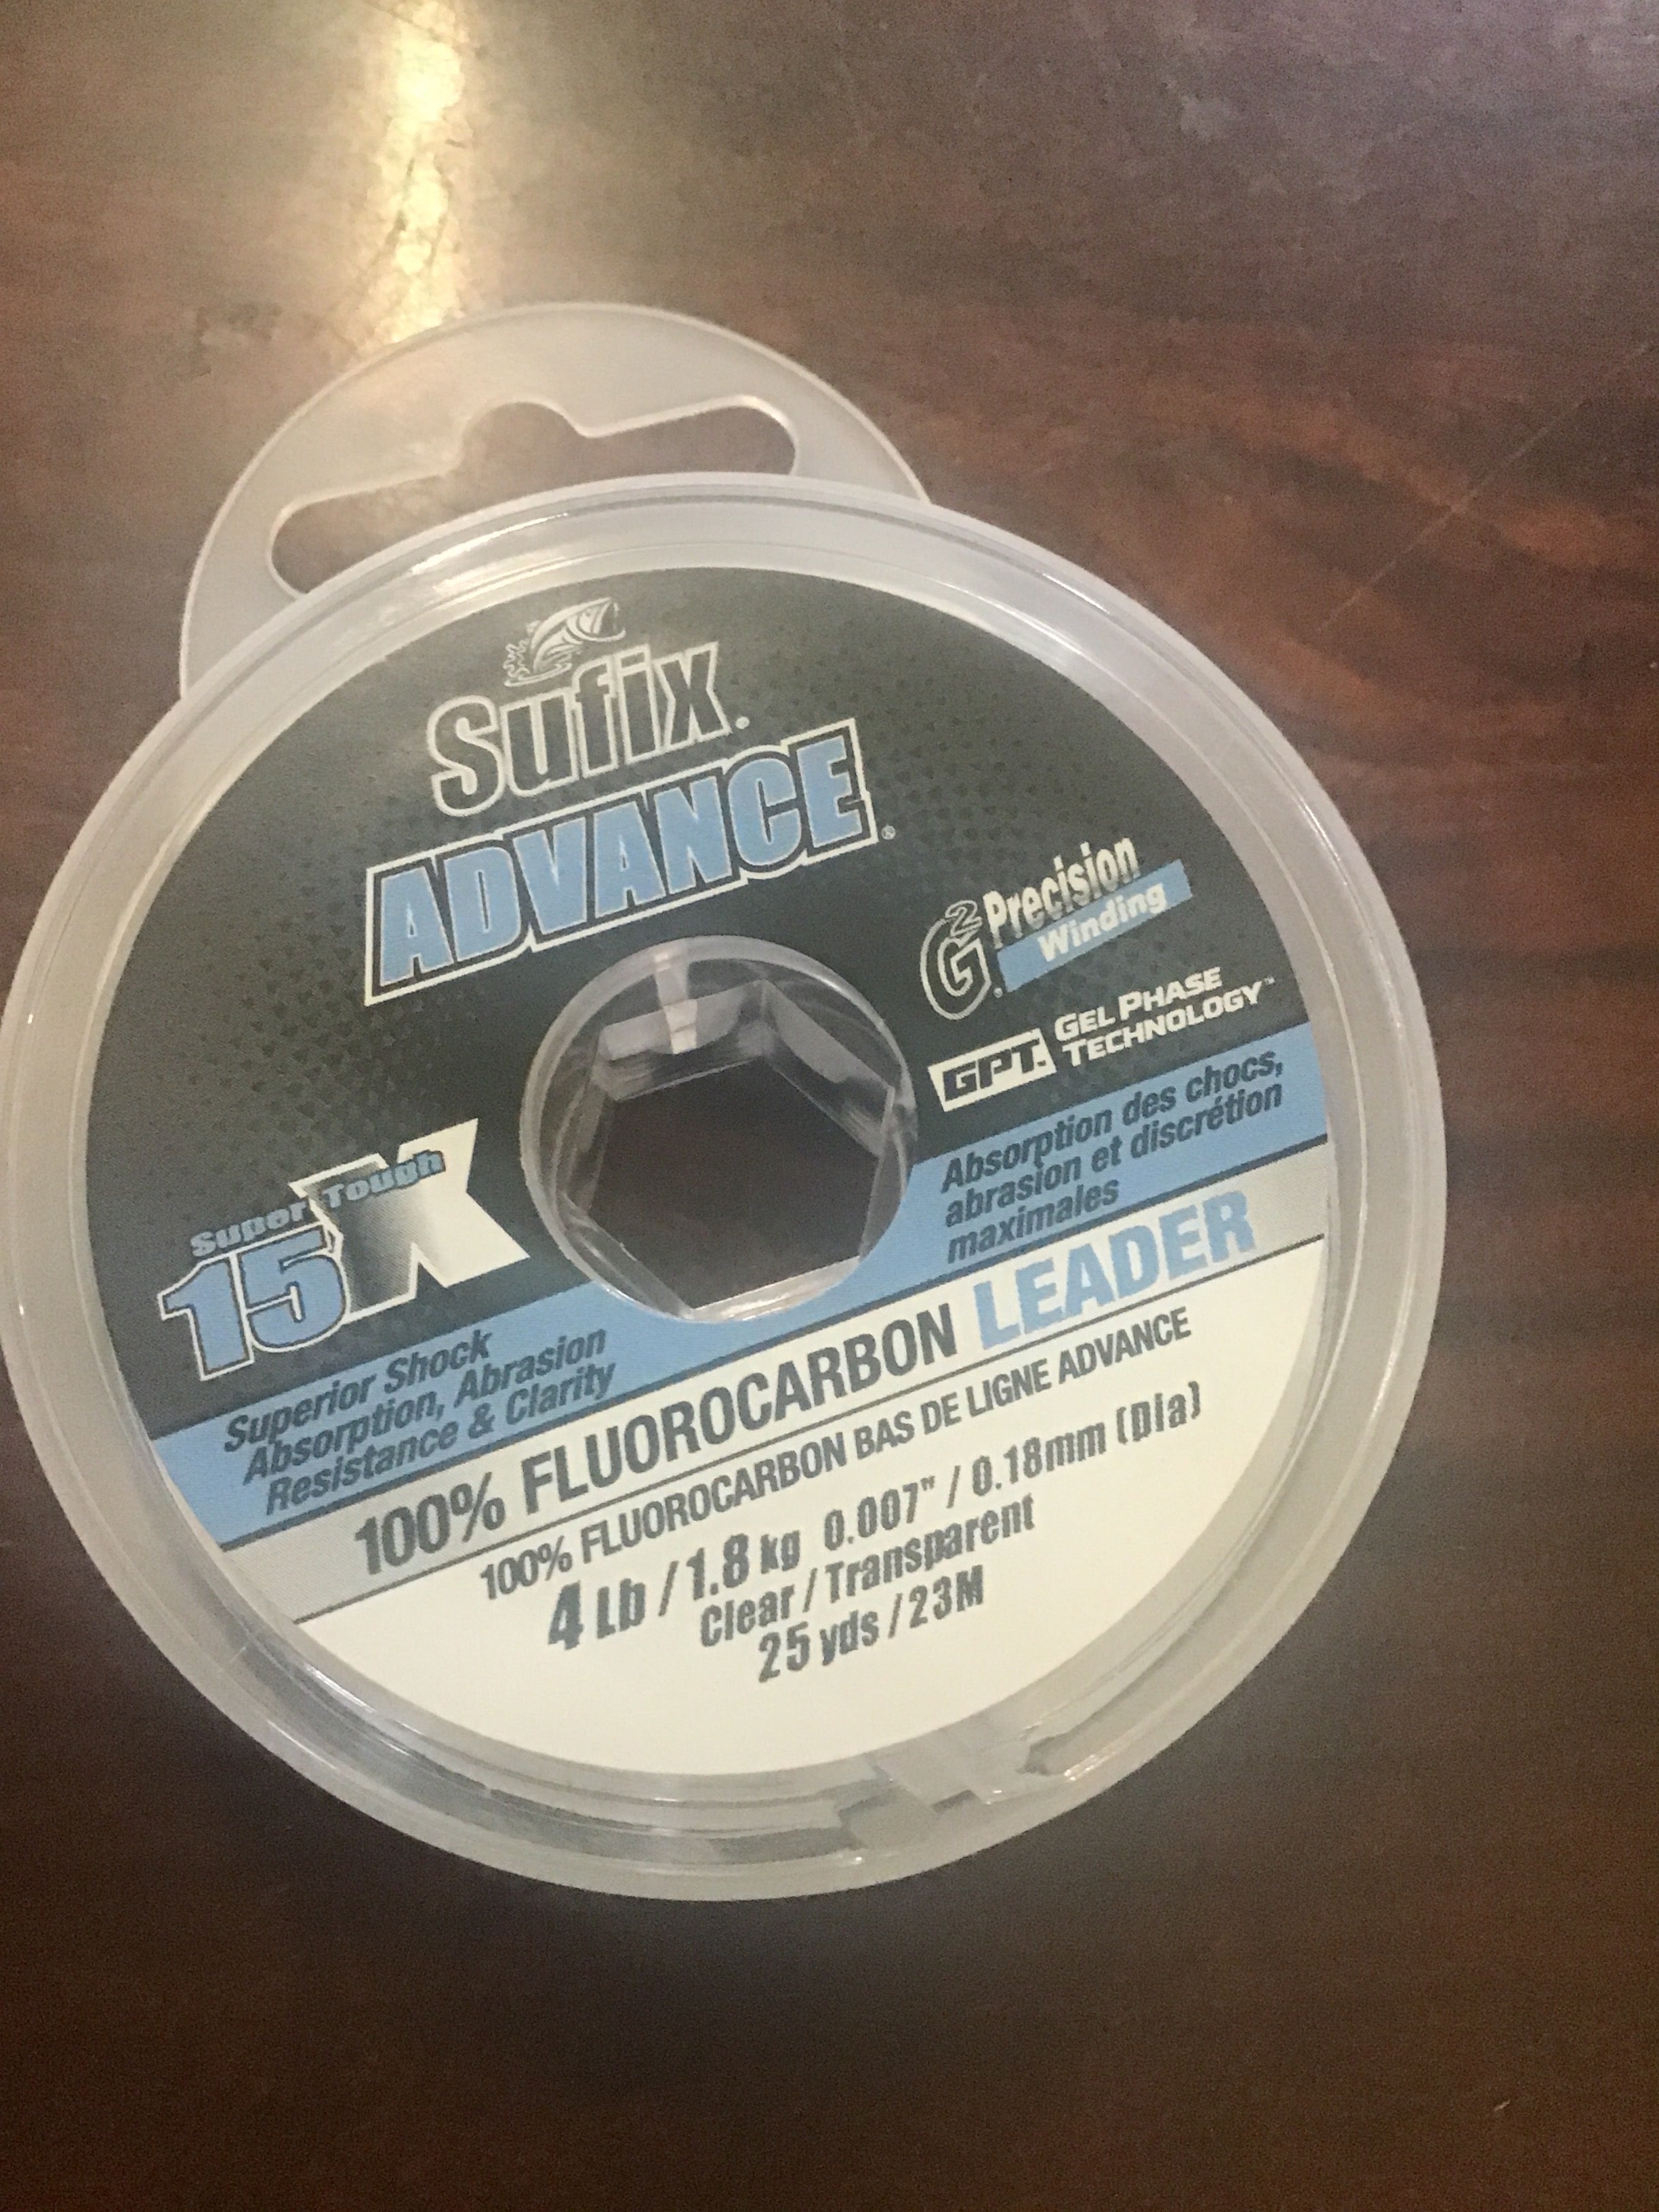 Sufix®
ADVANCE®
G² Precision
Winding
GPT. GEL PHASE
TECHNOLOGY™
Super Tough
15X
Superior Shock
Absorption, Abrasion
Resistance & Clarity
Absorption des chocs,
abrasion et discrétion
maximales
100% FLUOROCARBON LEADER
100% FLUOROCARBON BAS DE LIGNE ADVANCE
4 Lb / 1.8 kg 0.007" / 0.18mm (Dia)
Clear / Transparent
25 yds / 23M